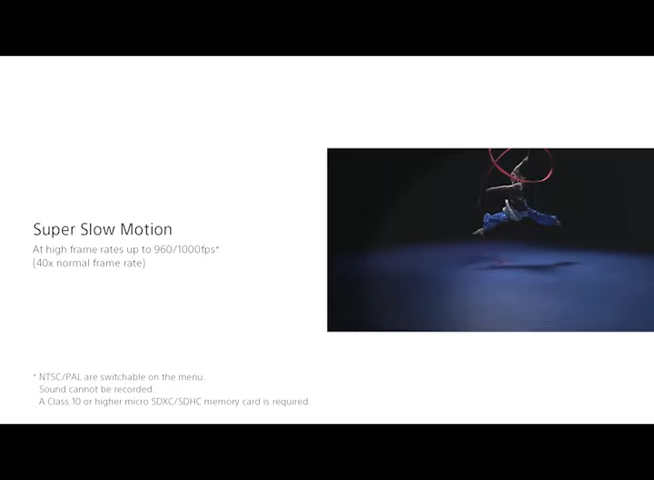 Super Slow Motion
At high frame rates up to 960/1000fps*
(40x normal frame rate)
* NTSC/PAL are switchable on the menu.
Sound cannot be recorded.
A Class 10 or higher micro SDXC/SDHC memory card is required.